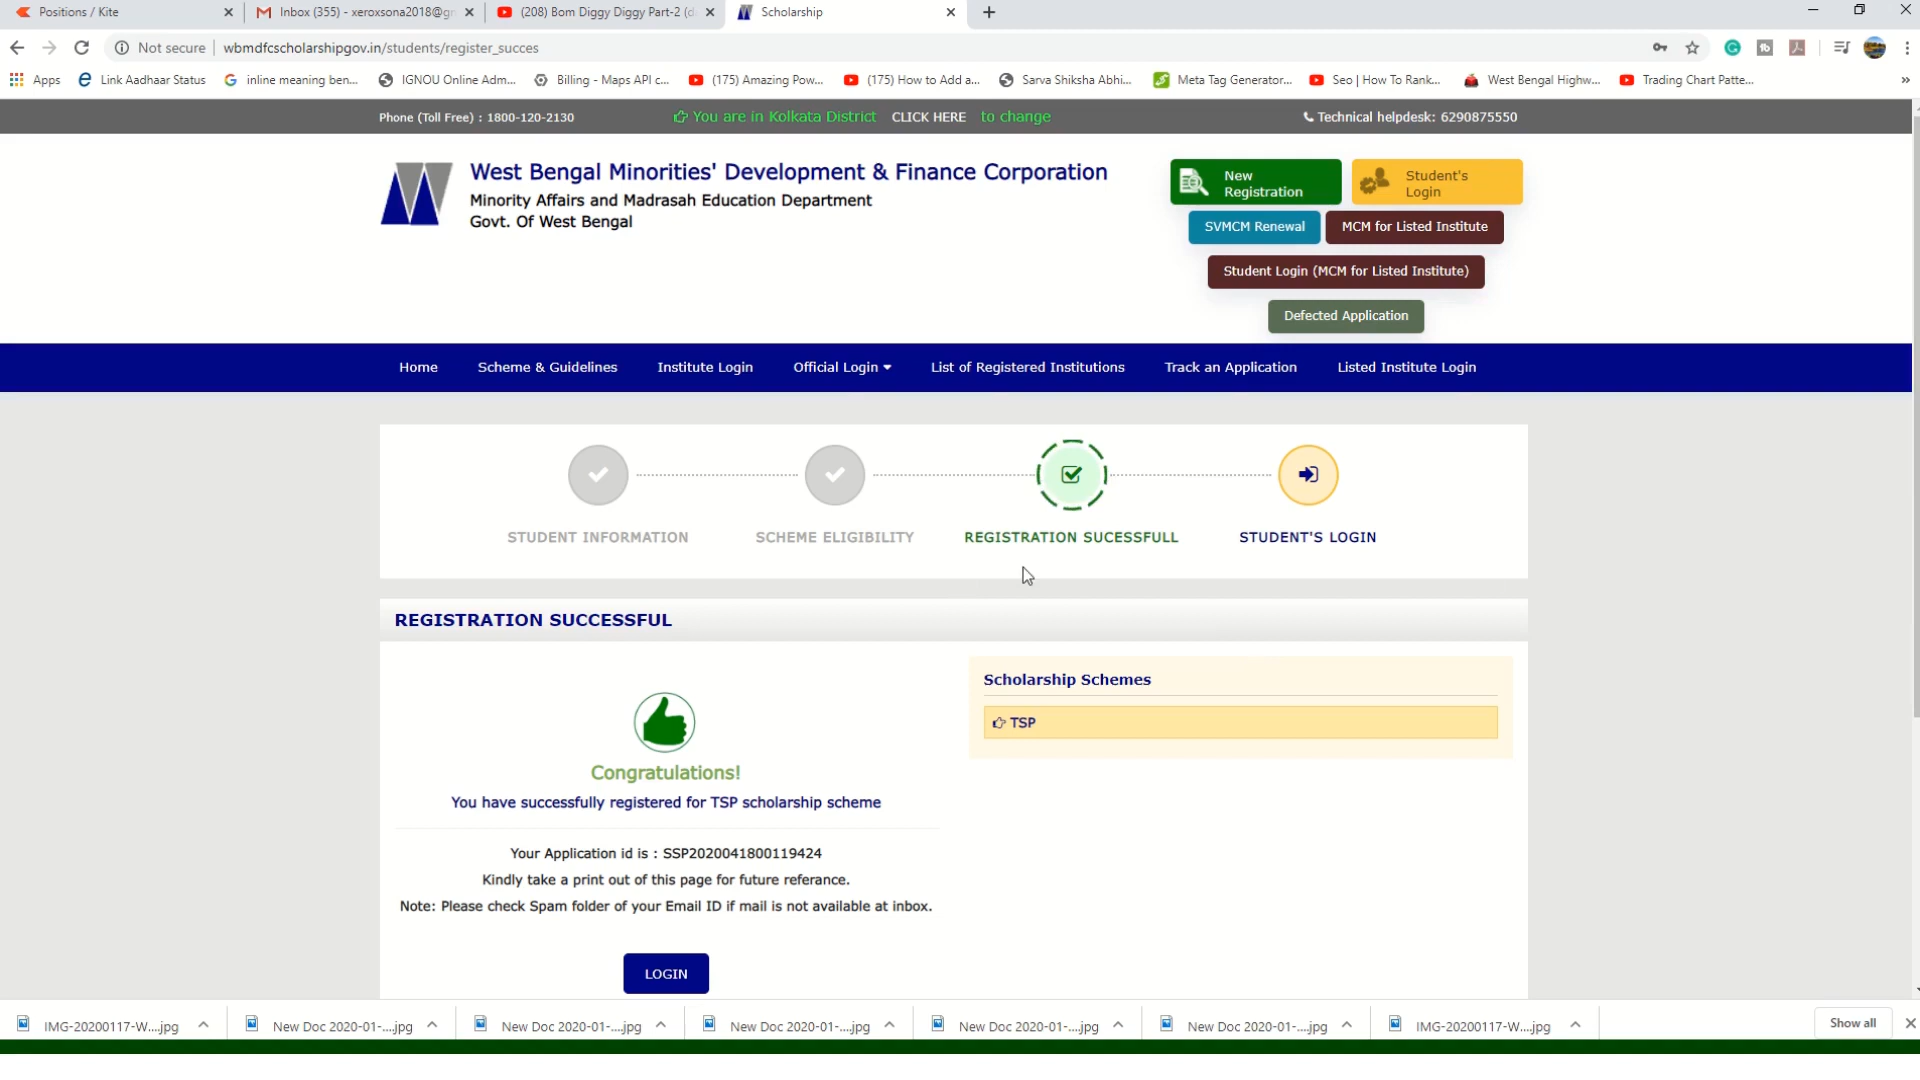 Positions / Kite
Inbox (355) - xeroxsona2018@gm
(208) Bom Diggy Diggy Part-2 (di
Scholarship
Not secure
wbmdfcscholarshipgov.in/students/register_succes
Apps
Link Aadhaar Status
inline meaning ben...
IGNOU Online Adm...
Billing - Maps API c...
(175) Amazing Pow...
(175) How to Add a...
Sarva Shiksha Abhi...
Meta Tag Generator...
Seo | How To Rank...
West Bengal Highw...
Trading Chart Patte...
Phone (Toll Free) : 1800-120-2130
You are in Kolkata District CLICK HERE to change
Technical helpdesk: 6290875550
West Bengal Minorities' Development & Finance Corporation
Minority Affairs and Madrasah Education Department
Govt. Of West Bengal
New
Registration
Student's
Login
SVMCM Renewal
MCM for Listed Institute
Student Login (MCM for Listed Institute)
Defected Application
Home
Scheme & Guidelines
Institute Login
Official Login
List of Registered Institutions
Track an Application
Listed Institute Login
STUDENT INFORMATION
SCHEME ELIGIBILITY
REGISTRATION SUCESSFULL
STUDENT'S LOGIN
REGISTRATION SUCCESSFUL
Congratulations!
You have successfully registered for TSP scholarship scheme
Your Application id is : SSP2020041800119424
Kindly take a print out of this page for future referance.
Note: Please check Spam folder of your Email ID if mail is not available at inbox.
LOGIN
Scholarship Schemes
TSP
IMG-20200117-W....jpg
New Doc 2020-01-....jpg
New Doc 2020-01-....jpg
New Doc 2020-01-....jpg
New Doc 2020-01-....jpg
New Doc 2020-01-....jpg
IMG-20200117-W....jpg
Show all